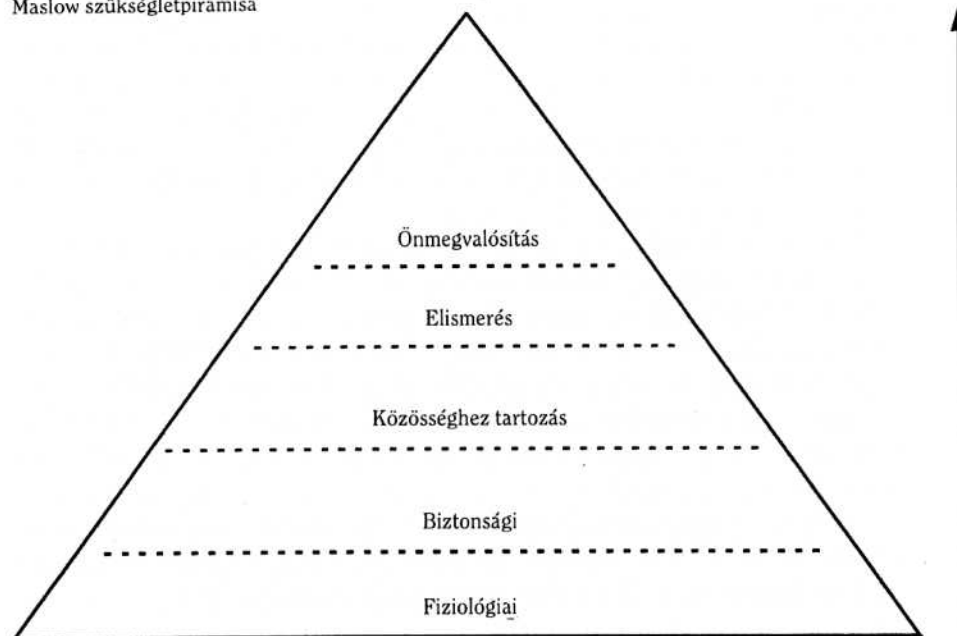 Maslow szükségletpiramisa
Önmegvalósítás
Elismerés
Közösséghez tartozás
Biztonsági
Fiziológiai